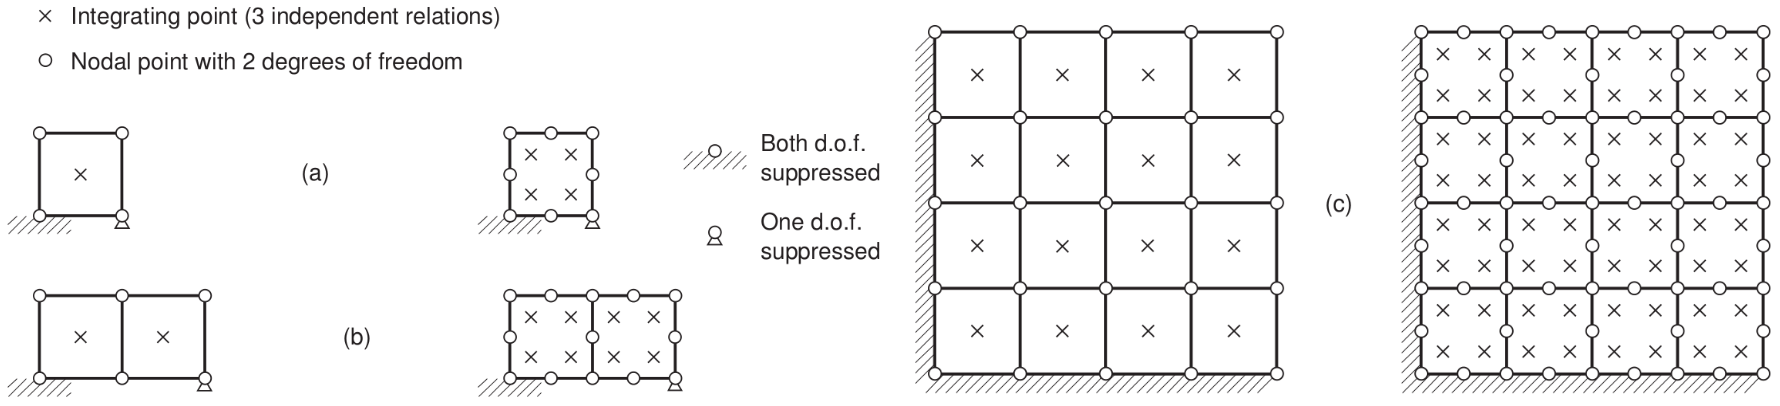 × Integrating point (3 independent relations)
○ Nodal point with 2 degrees of freedom
(a)
Both d.o.f.
suppressed
One d.o.f.
suppressed
(b)
(c)